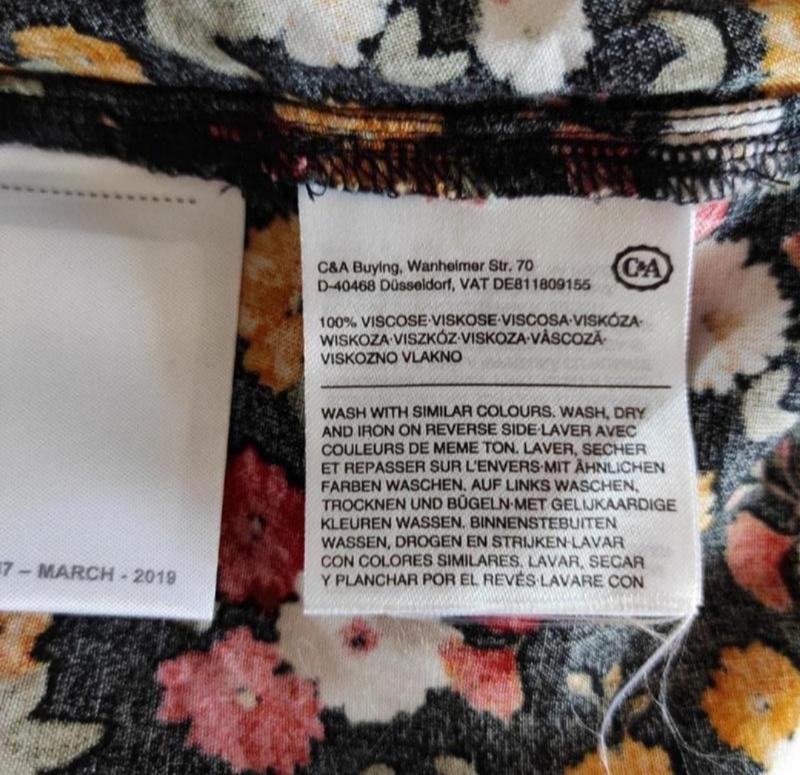 C&A Buying, Wanheimer Str. 70
D-40468 Düsseldorf, VAT DE811809155
C&A
100% VISCOSE·VISKOSE·VISCOSA·VISKÓZA·
WISKOZA·VISZKÓZ·VISKOZA·VÂSCOZĂ·
VISKOZNO VLAKNO
WASH WITH SIMILAR COLOURS. WASH, DRY
AND IRON ON REVERSE SIDE·LAVER AVEC
COULEURS DE MEME TON. LAVER, SECHER
ET REPASSER SUR L'ENVERS·MIT ÄHNLICHEN
FARBEN WASCHEN. AUF LINKS WASCHEN,
TROCKNEN UND BÜGELN·MET GELIJKAARDIGE
KLEUREN WASSEN. BINNENSTEBUITEN
WASSEN, DROGEN EN STRIJKEN·LAVAR
CON COLORES SIMILARES. LAVAR, SECAR
Y PLANCHAR POR EL REVÉS·LAVARE CON
7 – MARCH - 2019